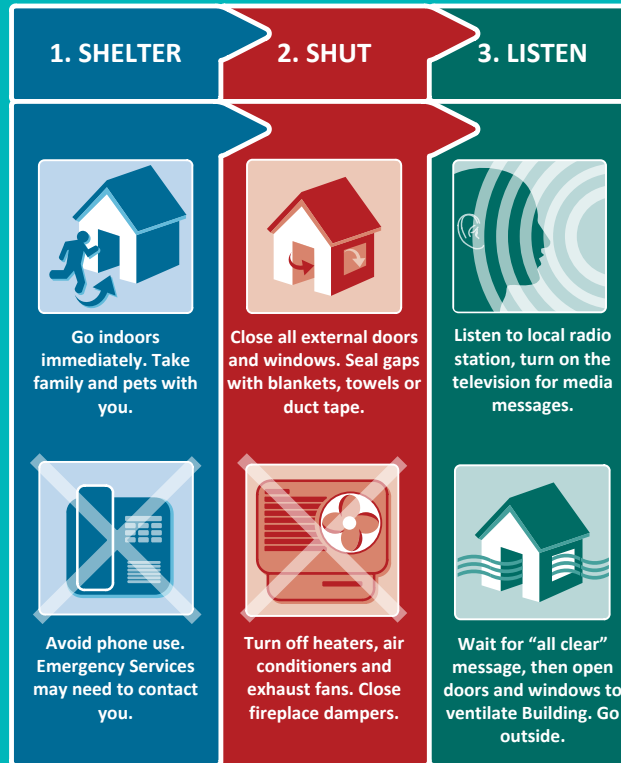 1. SHELTER
Go indoors
immediately. Take
family and pets with
you.
Avoid phone use.
Emergency Services
may need to contact
you.
2. SHUT
Close all external doors
and windows. Seal gaps
with blankets, towels or
duct tape.
Turn off heaters, air
conditioners and
exhaust fans. Close
fireplace dampers.
3. LISTEN
Listen to local radio
station, turn on the
television for media
messages.
Wait for “all clear”
message, then open
doors and windows to
ventilate Building. Go
outside.